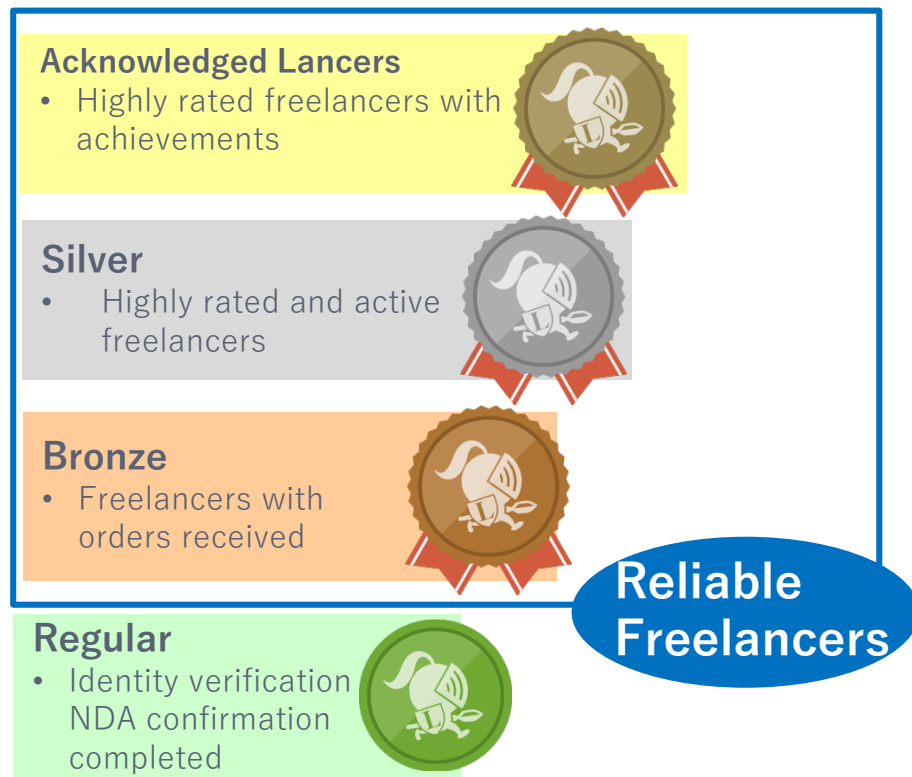 Acknowledged Lancers
• Highly rated freelancers with
achievements
Silver
• Highly rated and active
freelancers
Bronze
• Freelancers with
orders received
Reliable
Freelancers
Regular
• Identity verification
NDA confirmation
completed